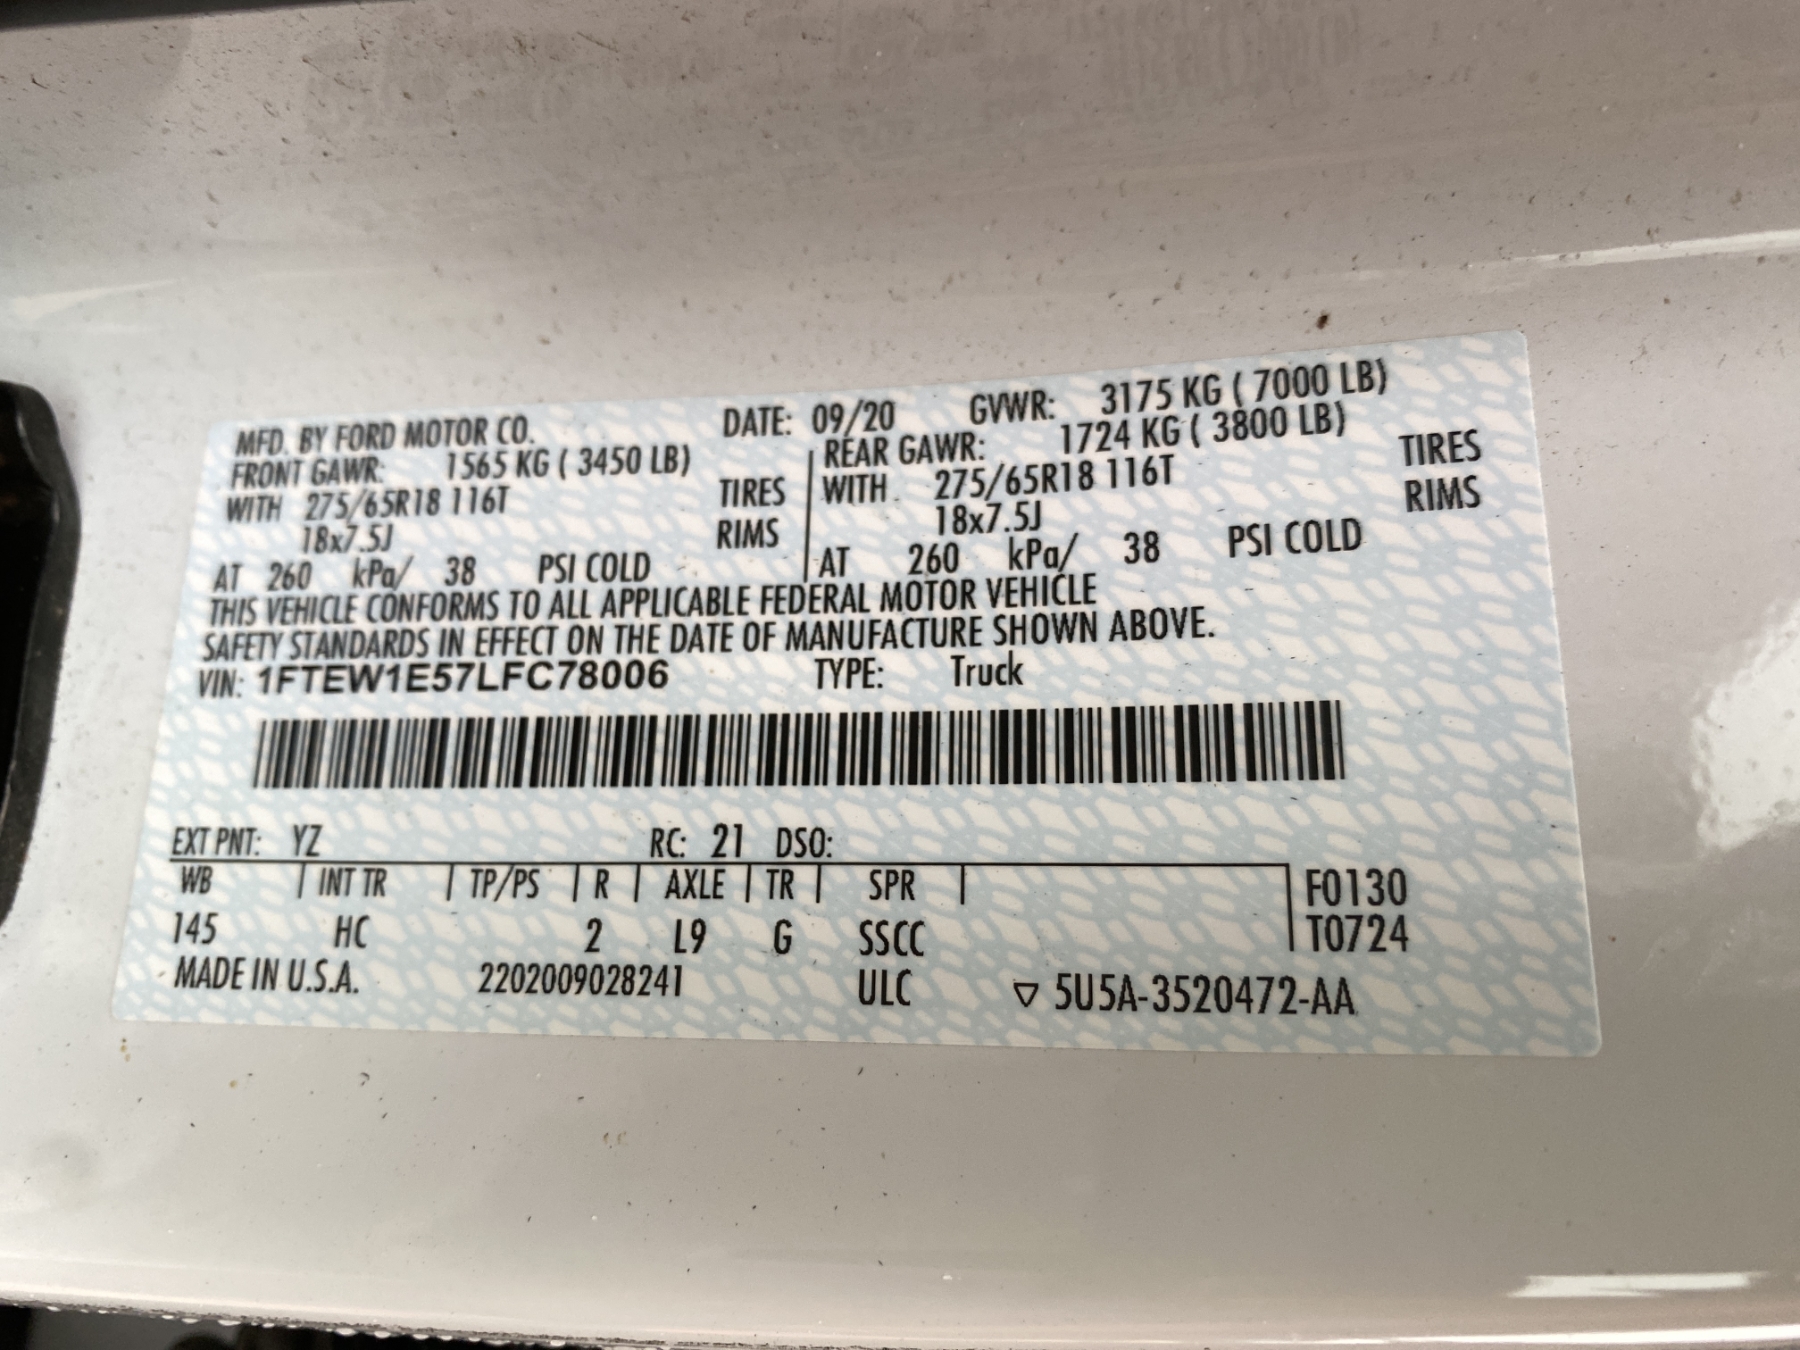 MFD. BY FORD MOTOR CO. DATE: 09/20 GVWR: 3175 KG ( 7000 LB)
FRONT GAWR: 1565 KG ( 3450 LB) REAR GAWR: 1724 KG ( 3800 LB)
WITH 275/65R18 116T TIRES WITH 275/65R18 116T TIRES
18x7.5J RIMS 18x7.5J RIMS
AT 260 kPa/ 38 PSI COLD AT 260 kPa/ 38 PSI COLD
THIS VEHICLE CONFORMS TO ALL APPLICABLE FEDERAL MOTOR VEHICLE
SAFETY STANDARDS IN EFFECT ON THE DATE OF MANUFACTURE SHOWN ABOVE.
VIN: 1FTEW1E57LFC78006 TYPE: Truck
EXT PNT: YZ RC: 21 DSO:
WB INT TR TP/PS R AXLE TR SPR F0130
145 HC 2 L9 G SSCC T0724
MADE IN U.S.A. 2202009028241 ULC ▽ 5U5A-3520472-AA